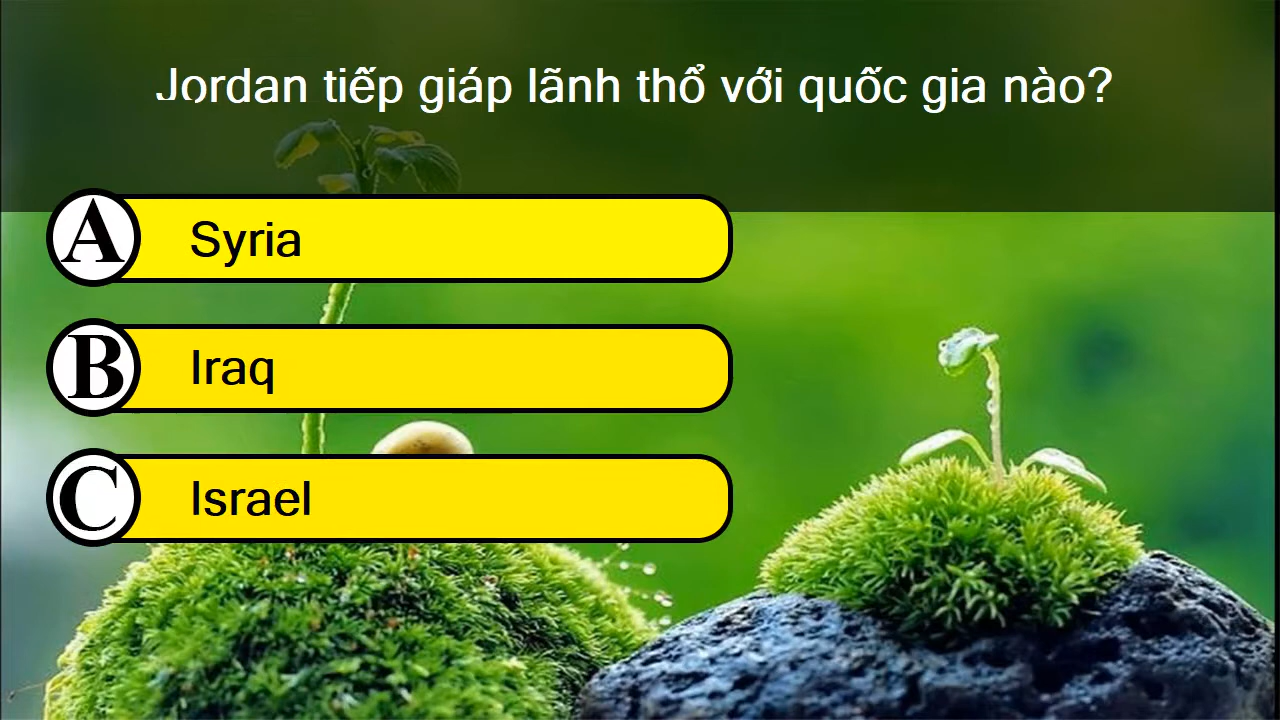 Jordan tiếp giáp lãnh thổ với quốc gia nào?
A Syria
B Iraq
C Israel